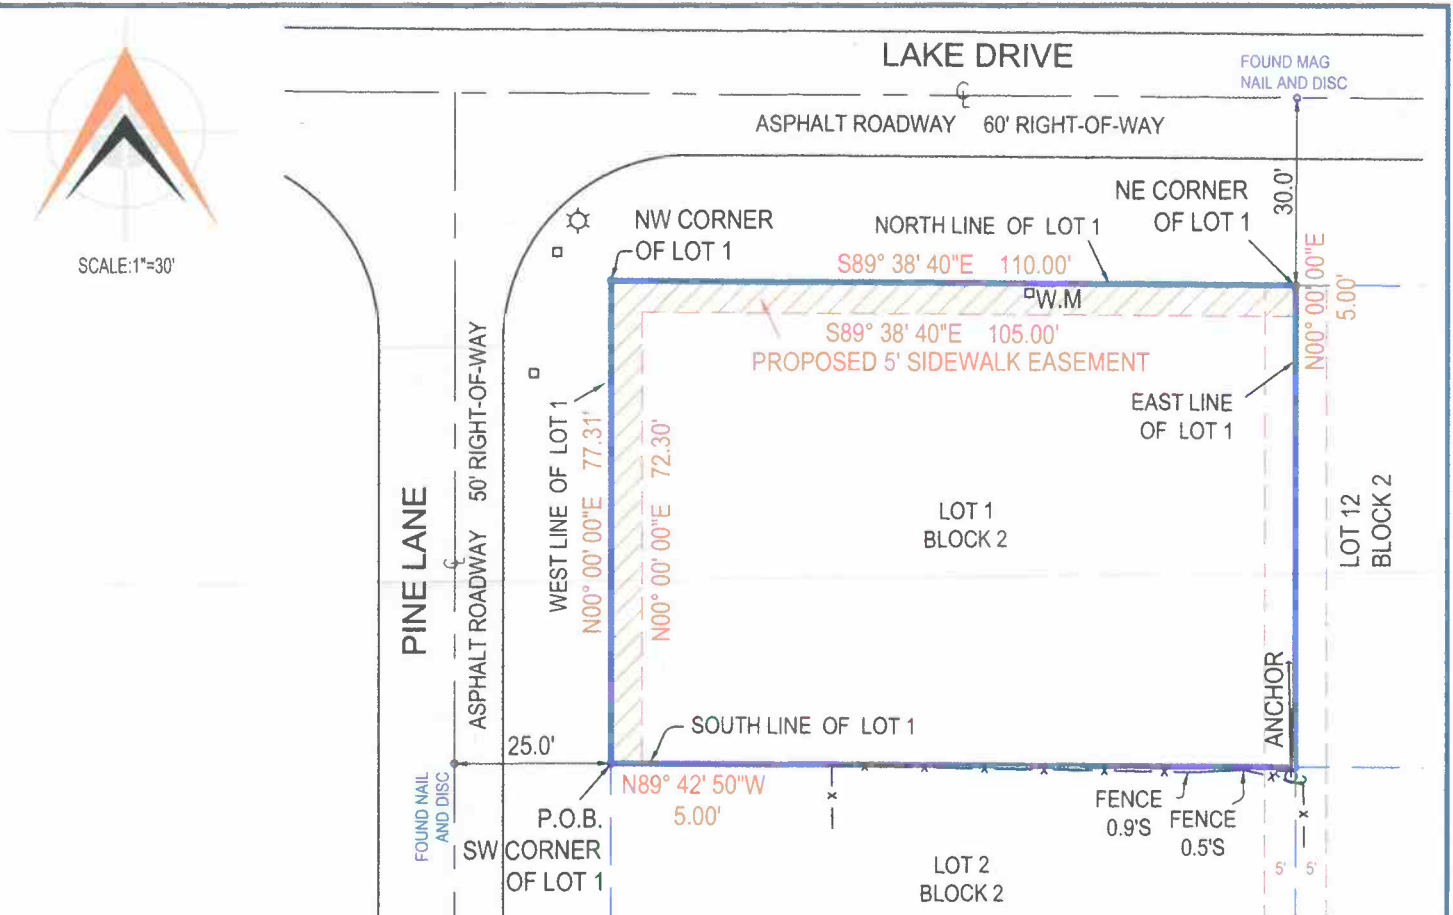 LAKE DRIVE
FOUND MAG
NAIL AND DISC
℄
ASPHALT ROADWAY 60' RIGHT-OF-WAY
SCALE:1"=30'
NW CORNER
OF LOT 1
NORTH LINE OF LOT 1
NE CORNER
OF LOT 1
30.0'
S89° 38' 40"E 110.00'
W.M
N00° 00' 00"E
5.00'
S89° 38' 40"E 105.00'
PROPOSED 5' SIDEWALK EASEMENT
EAST LINE
OF LOT 1
PINE LANE
℄
ASPHALT ROADWAY 50' RIGHT-OF-WAY
WEST LINE OF LOT 1
N00° 00' 00"E 77.31'
N00° 00' 00"E 72.30'
LOT 1
BLOCK 2
LOT 12
BLOCK 2
ANCHOR
SOUTH LINE OF LOT 1
25.0'
FOUND NAIL
AND DISC
N89° 42' 50"W
5.00'
P.O.B.
SW CORNER
OF LOT 1
FENCE
0.9'S
FENCE
0.5'S
LOT 2
BLOCK 2
5' 5'